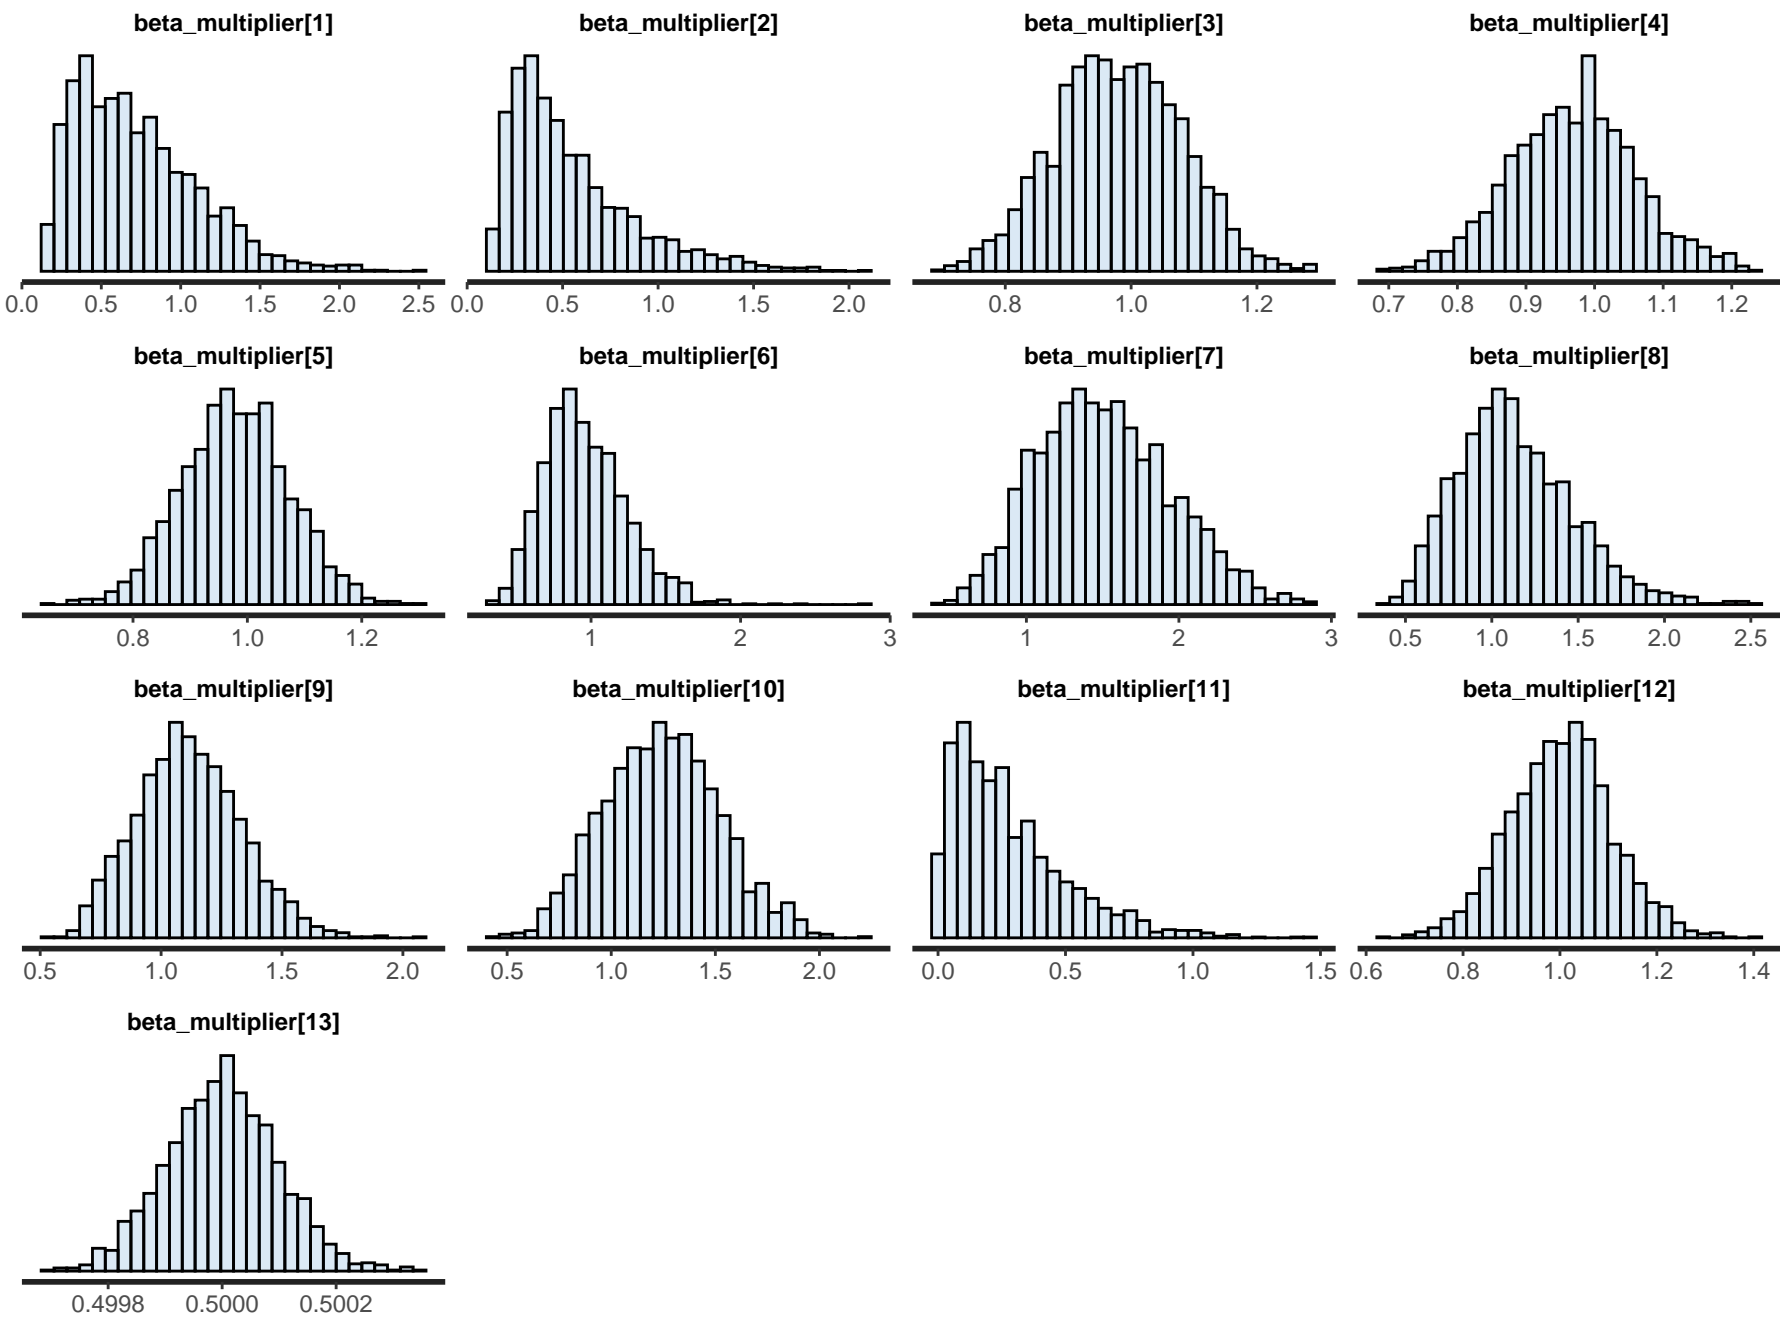 beta_multiplier[1] beta_multiplier[2] beta_multiplier[3] beta_multiplier[4]
0.0 0.5 1.0 1.5 2.0 2.5 0.0 0.5 1.0 1.5 2.0 0.8 1.0 1.2 0.7 0.8 0.9 1.0 1.1 1.2
beta_multiplier[5] beta_multiplier[6] beta_multiplier[7] beta_multiplier[8]
0.8 1.0 1.2 1 2 3 1 2 3 0.5 1.0 1.5 2.0 2.5
beta_multiplier[9] beta_multiplier[10] beta_multiplier[11] beta_multiplier[12]
0.5 1.0 1.5 2.0 0.5 1.0 1.5 2.0 0.0 0.5 1.0 1.5 0.6 0.8 1.0 1.2 1.4
beta_multiplier[13]
0.4998 0.5000 0.5002